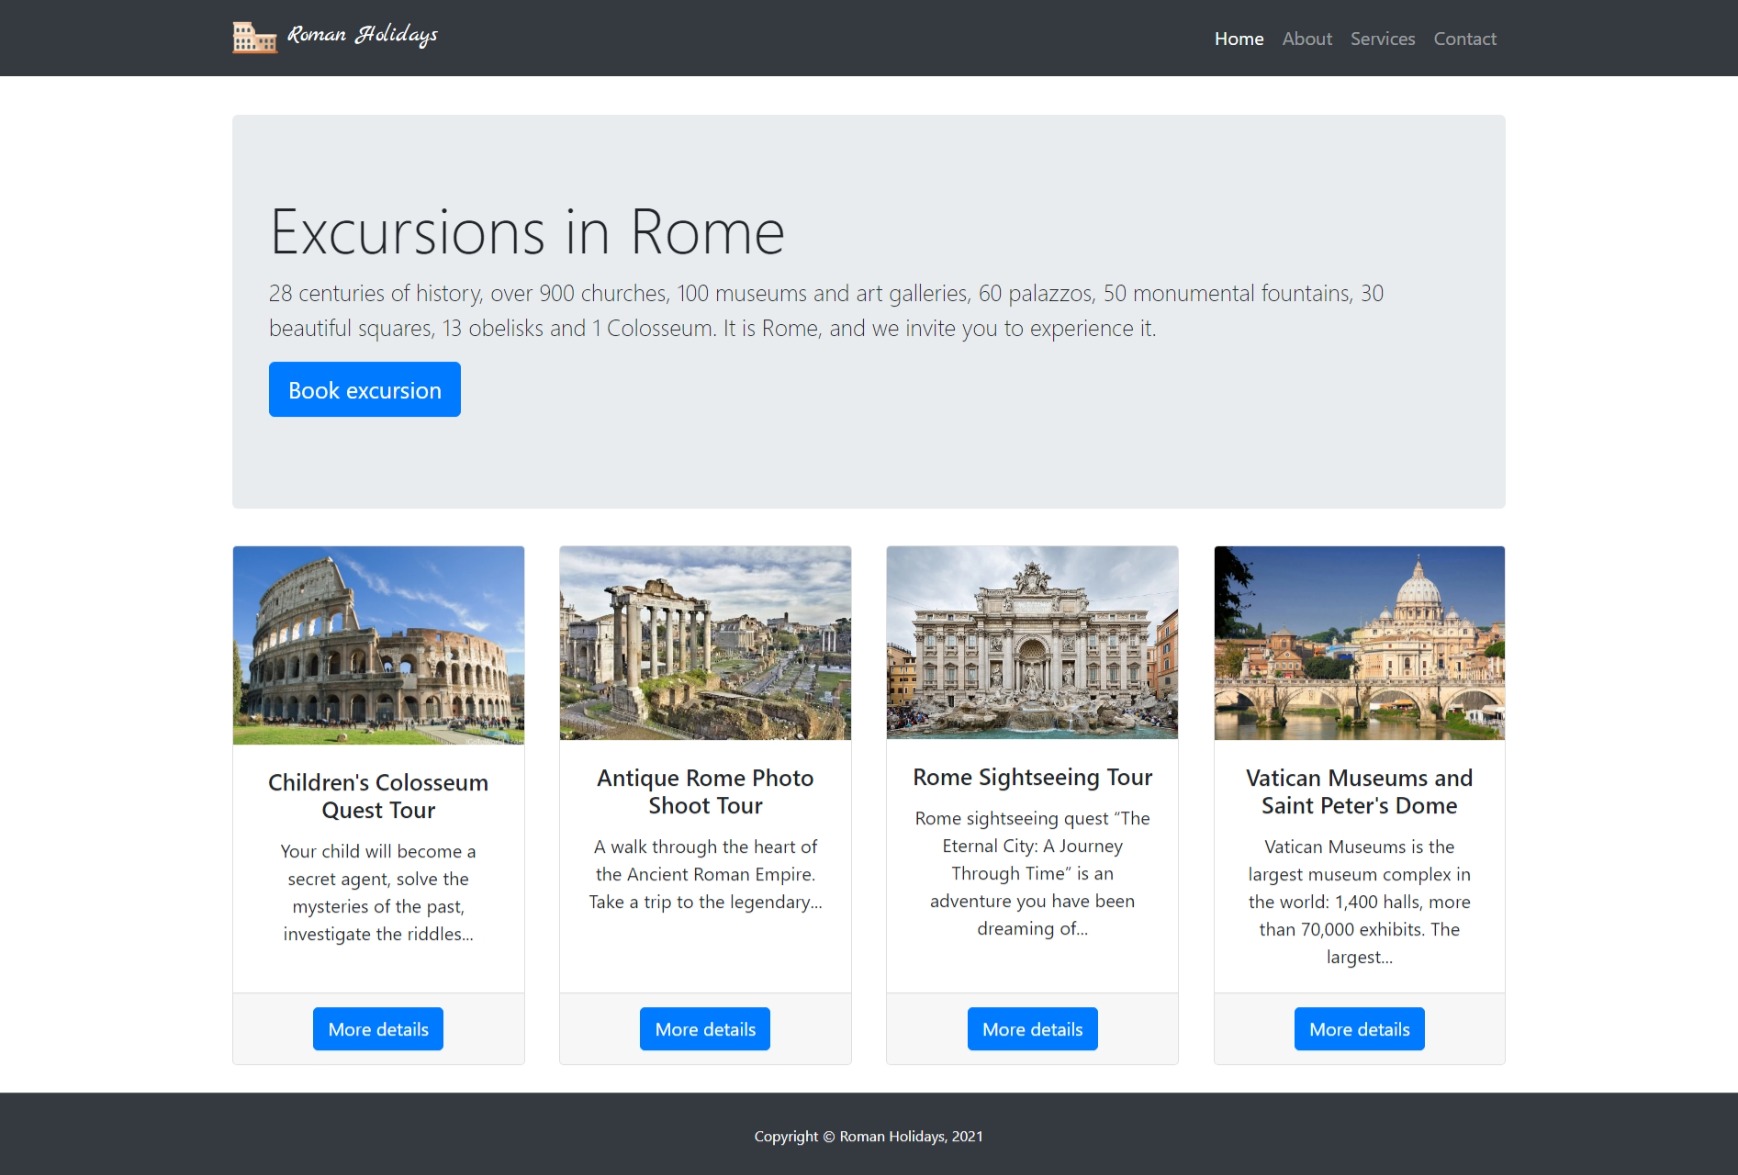 Roman Holidays
Home About Services Contact
Excursions in Rome
28 centuries of history, over 900 churches, 100 museums and art galleries, 60 palazzos, 50 monumental fountains, 30
beautiful squares, 13 obelisks and 1 Colosseum. It is Rome, and we invite you to experience it.
Book excursion
Children's Colosseum
Quest Tour
Your child will become a
secret agent, solve the
mysteries of the past,
investigate the riddles...
More details
Antique Rome Photo
Shoot Tour
A walk through the heart of
the Ancient Roman Empire.
Take a trip to the legendary...
More details
Rome Sightseeing Tour
Rome sightseeing quest “The
Eternal City: A Journey
Through Time” is an
adventure you have been
dreaming of...
More details
Vatican Museums and
Saint Peter's Dome
Vatican Museums is the
largest museum complex in
the world: 1,400 halls, more
than 70,000 exhibits. The
largest...
More details
Copyright © Roman Holidays, 2021